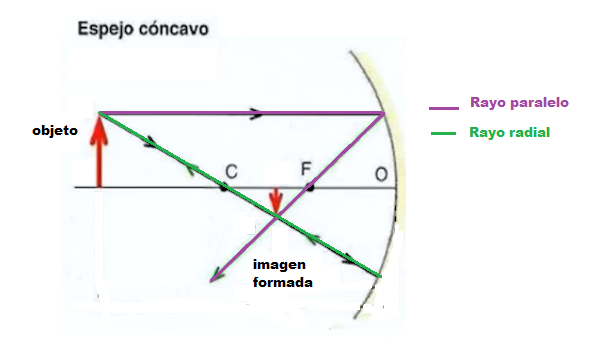 Espejo cóncavo
Rayo paralelo
objeto
Rayo radial
C
F
O
imagen
formada